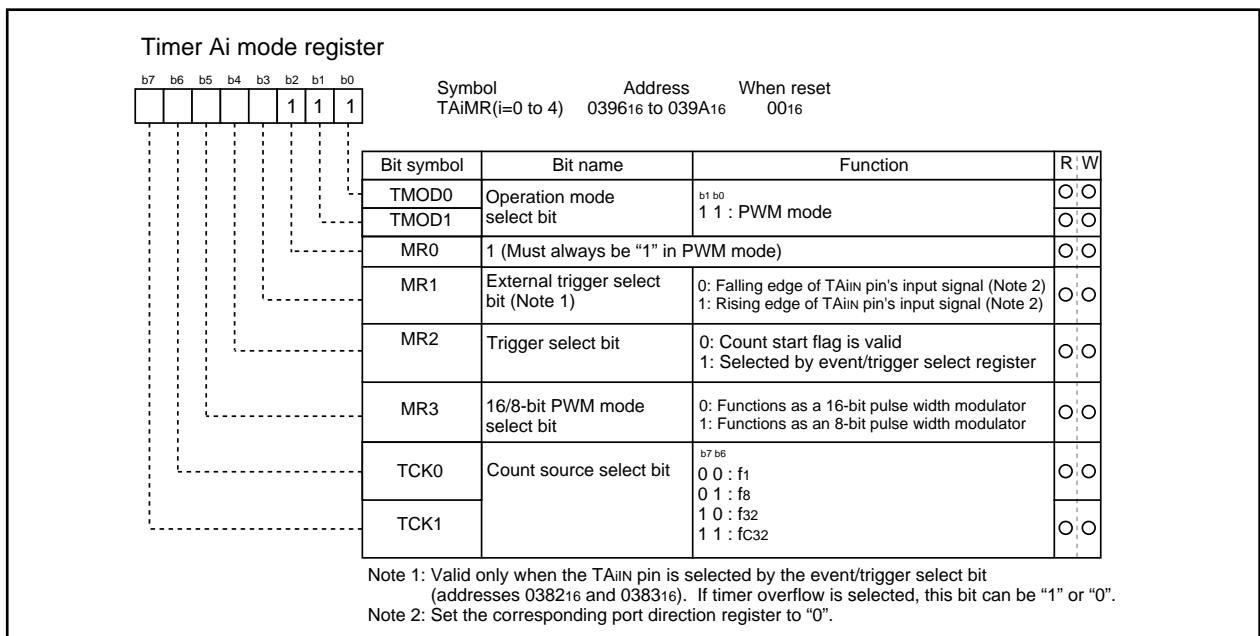 Timer Ai mode register
b7 b6 b5 b4 b3 b2 b1 b0
1 1 1
Symbol Address When reset
TAiMR(i=0 to 4) 039616 to 039A16 0016
Bit symbol Bit name Function R W
TMOD0 Operation mode select bit b1 b0
TMOD1 1 1 : PWM mode
MR0 1 (Must always be “1” in PWM mode)
MR1 External trigger select bit (Note 1) 0: Falling edge of TAiIN pin's input signal (Note 2)
1: Rising edge of TAiIN pin's input signal (Note 2)
MR2 Trigger select bit 0: Count start flag is valid
1: Selected by event/trigger select register
MR3 16/8-bit PWM mode select bit 0: Functions as a 16-bit pulse width modulator
1: Functions as an 8-bit pulse width modulator
TCK0 Count source select bit b7 b6
0 0 : f1
0 1 : f8
TCK1 1 0 : f32
1 1 : fC32
Note 1: Valid only when the TAiIN pin is selected by the event/trigger select bit
(addresses 038216 and 038316). If timer overflow is selected, this bit can be “1” or “0”.
Note 2: Set the corresponding port direction register to “0”.